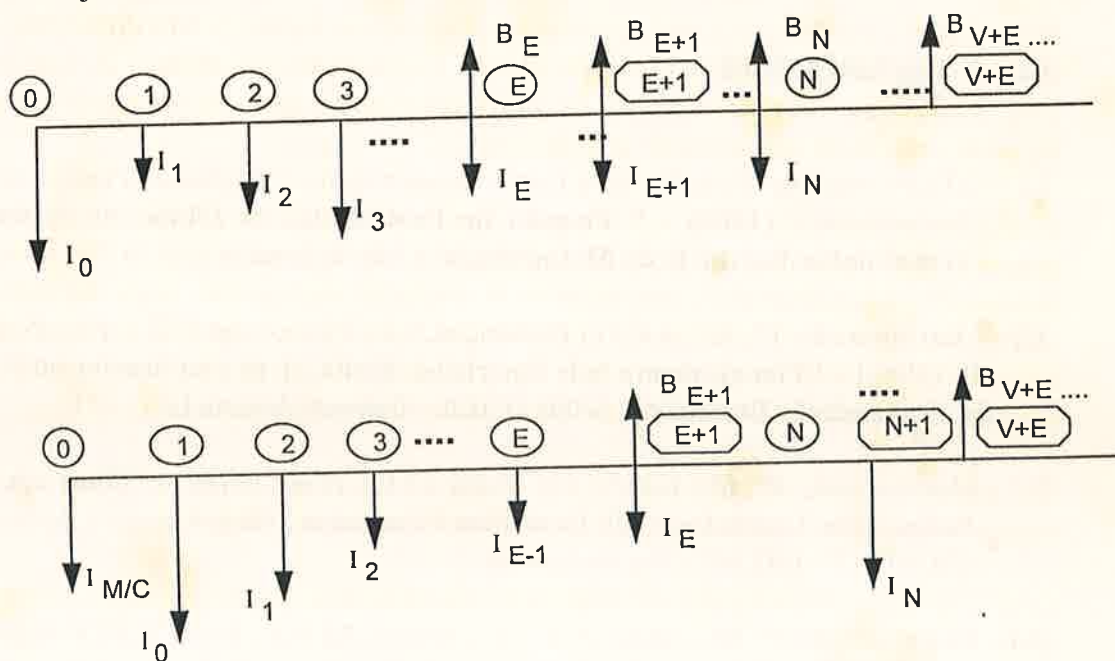 B E B E+1 B N B V+E ....
0 1 2 3 E E+1 ... N ..... V+E
.... ...
I 0 I 1 I 2 I 3 I E I E+1 I N
B E+1 ..... B V+E ....
0 1 2 3 .... E E+1 N N+1 V+E
I M/C I 0 I 1 I 2 I E-1 I E I N